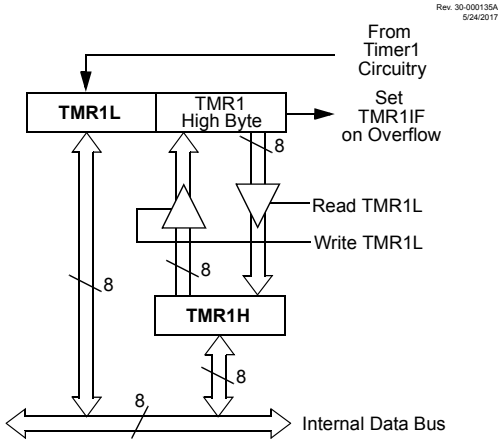 Rev. 30-000135A
5/24/2017
From
Timer1
Circuitry
TMR1L
TMR1
High Byte
Set
TMR1IF
on Overflow
8
Read TMR1L
Write TMR1L
8
8
TMR1H
8
8
Internal Data Bus